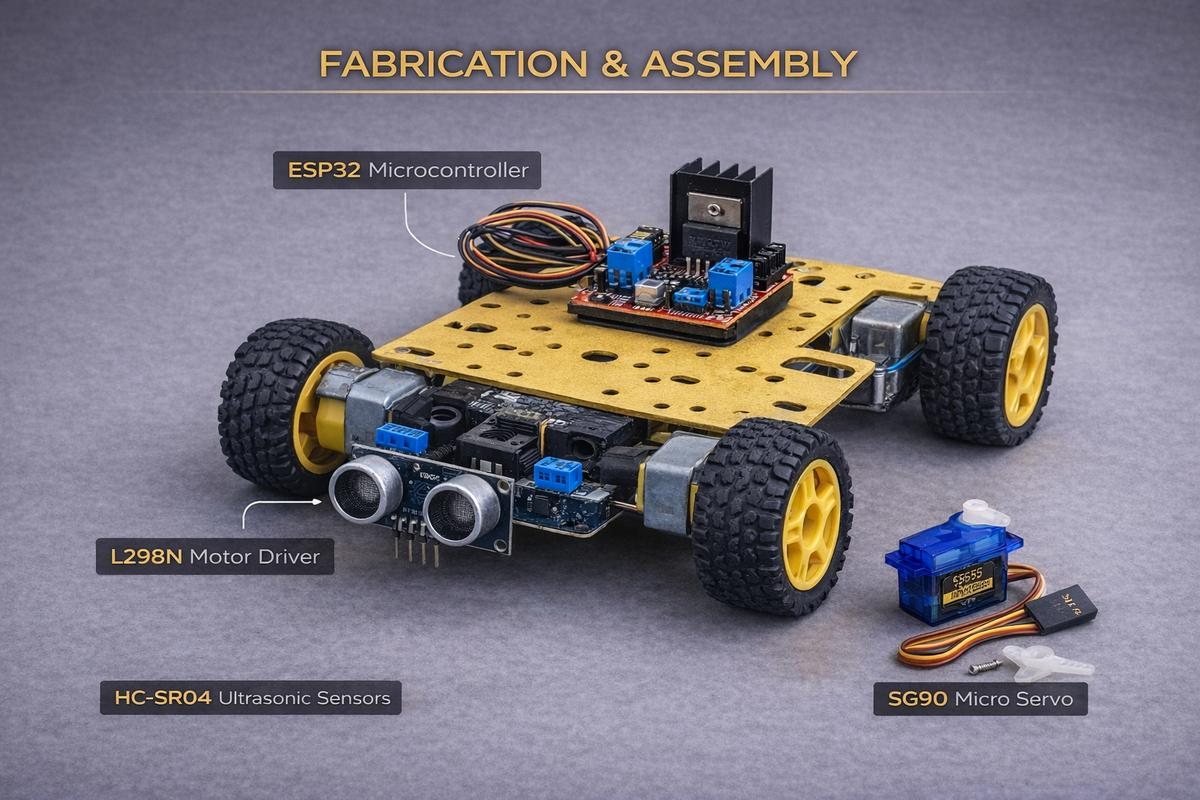 FABRICATION & ASSEMBLY
ESP32 Microcontroller
L298N Motor Driver
HC-SR04 Ultrasonic Sensors
SG90 Micro Servo